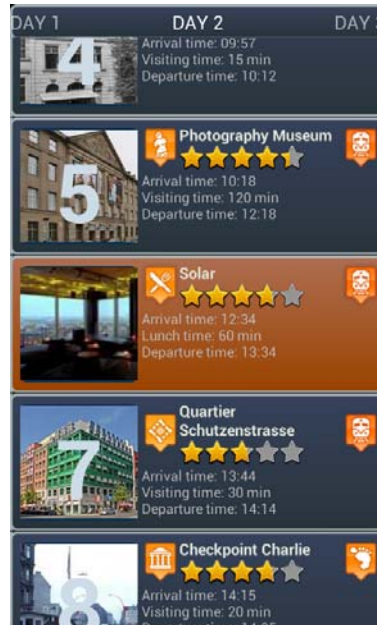 DAY 1
DAY 2
DAY 3
4
Arrival time: 09:57
Visiting time: 15 min
Departure time: 10:12
5
Photography Museum
Arrival time: 10:18
Visiting time: 120 min
Departure time: 12:18
Solar
Arrival time: 12:34
Lunch time: 60 min
Departure time: 13:34
7
Quartier
Schutzenstrasse
Arrival time: 13:44
Visiting time: 30 min
Departure time: 14:14
8
Checkpoint Charlie
Arrival time: 14:15
Visiting time: 20 min